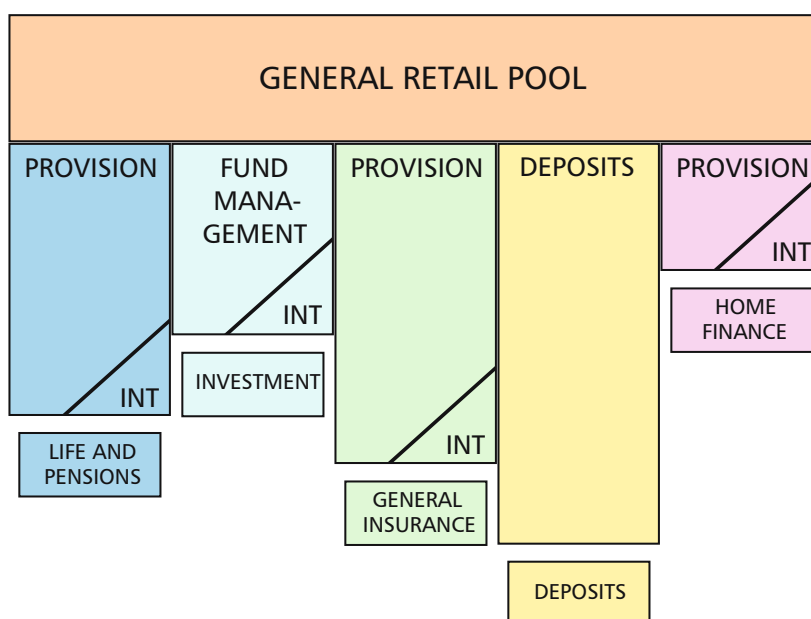 GENERAL RETAIL POOL
PROVISION
INT
LIFE AND
PENSIONS
FUND
MANA-
GEMENT
INT
INVESTMENT
PROVISION
INT
GENERAL
INSURANCE
DEPOSITS
DEPOSITS
PROVISION
INT
HOME
FINANCE